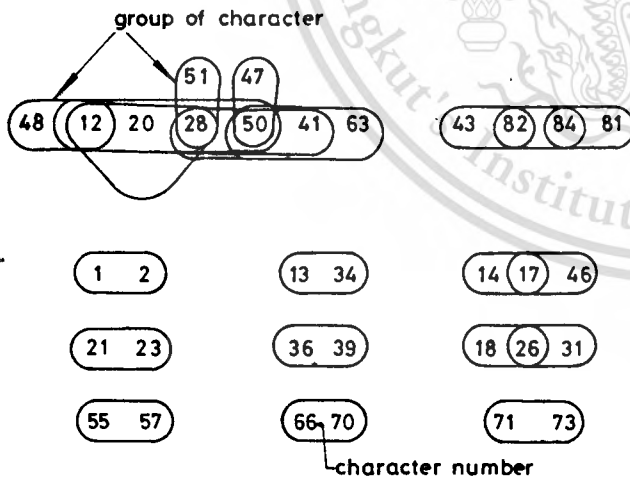 group of character
51 47
48 12 20 28 50 41 63 43 82 84 81
1 2 13 34 14 17 46
21 23 36 39 18 26 31
55 57 66 70 71 73
character number
kut's Institut